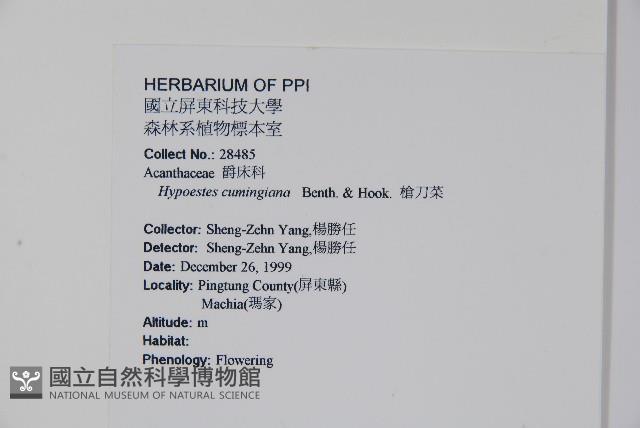 HERBARIUM OF PPI
國立屏東科技大學
森林系植物標本室
Collect No.: 28485
Acanthaceae 爵床科
Hypoestes cumingiana Benth. & Hook. 槍刀菜
Collector: Sheng-Zehn Yang,楊勝任
Detector: Sheng-Zehn Yang,楊勝任
Date: December 26, 1999
Locality: Pingtung County(屏東縣)
Machia(瑪家)
Altitude: m
Habitat:
Phenology: Flowering
國立自然科學博物館
NATIONAL MUSEUM OF NATURAL SCIENCE